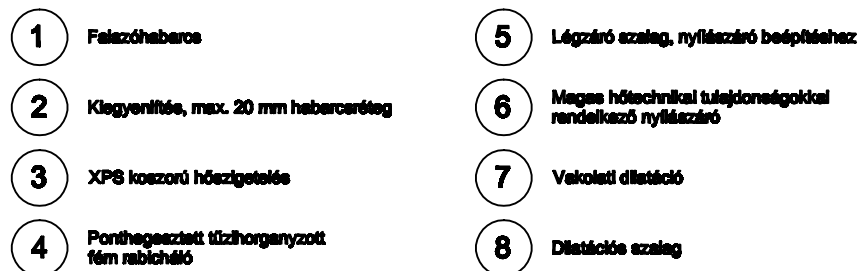 1 Falazóhabarcs
2 Kiegyenlítés, max. 20 mm habarcsréteg
3 XPS koszorú hőszigetelés
4 Ponthegesztett tűzihorganyzott
fém rabicháló
5 Légzáró szalag, nyílászáró beépítéshez
6 Magas hőtechnikai tulajdonságokkal
rendelkező nyílászáró
7 Vakolati dilatáció
8 Dilatációs szalag